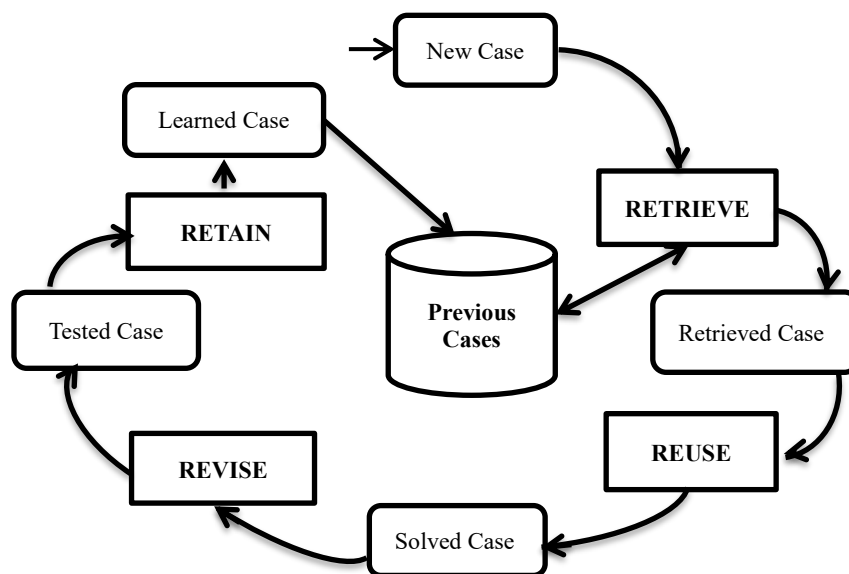 New Case
Learned Case
RETRIEVE
RETAIN
Previous
Cases
Tested Case
Retrieved Case
REUSE
REVISE
Solved Case